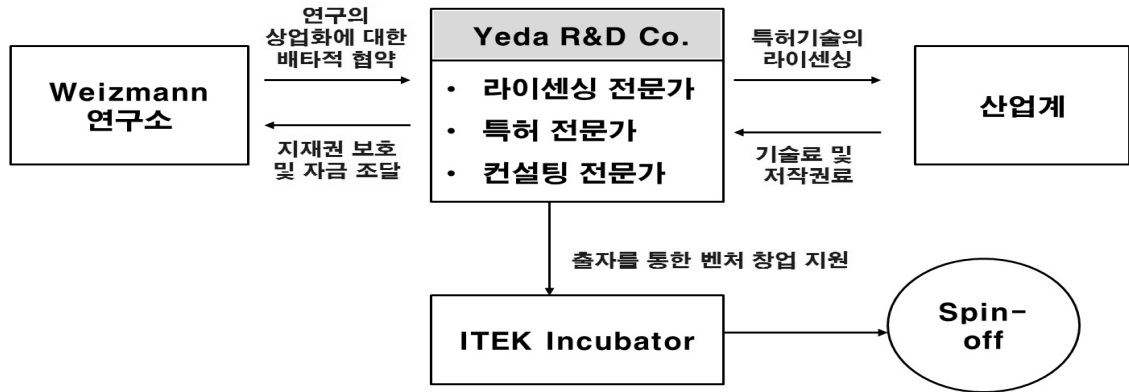 Weizmann
연구소
연구의
상업화에 대한
배타적 협약
지재권 보호
및 자금 조달
Yeda R&D Co.
• 라이센싱 전문가
• 특허 전문가
• 컨설팅 전문가
특허기술의
라이센싱
기술료 및
저작권료
산업계
출자를 통한 벤처 창업 지원
ITEK Incubator
Spin-
off